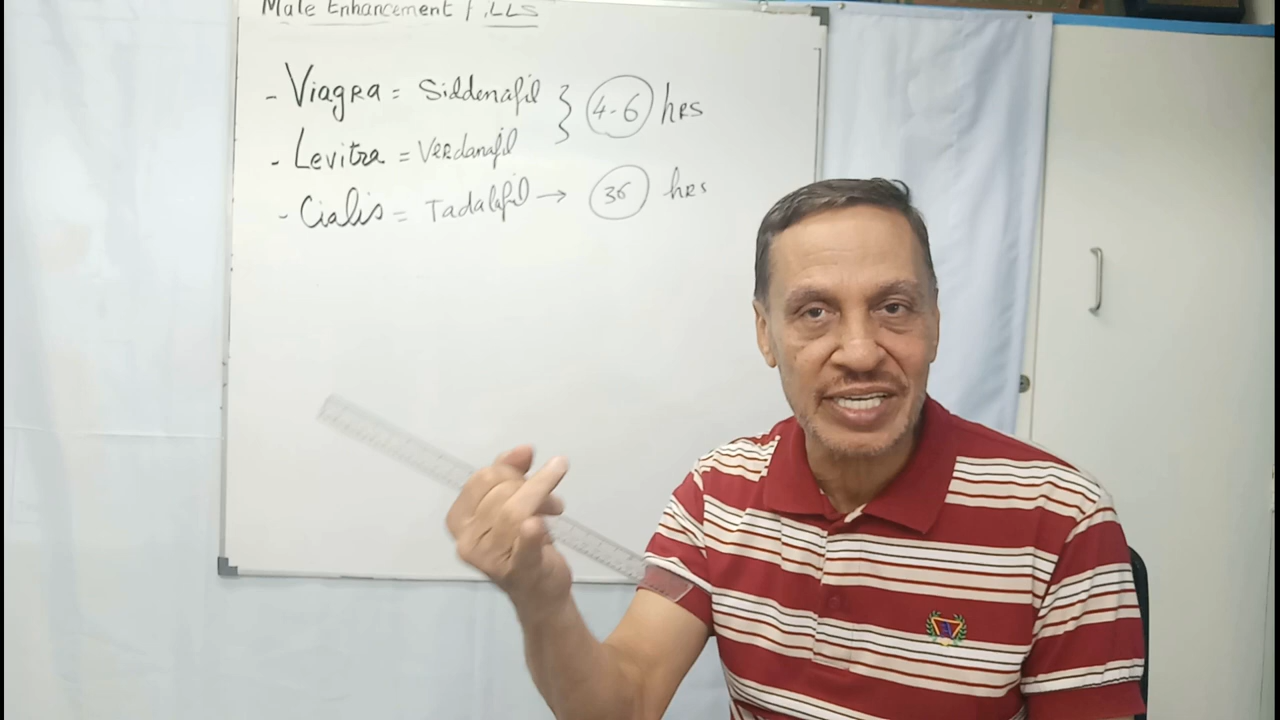 Male Enhancement PILLS
- Viagra = Sildenafil } 4-6 hrs
- Levitra = Verdanafil
- Cialis = Tadalafil → 36 hrs